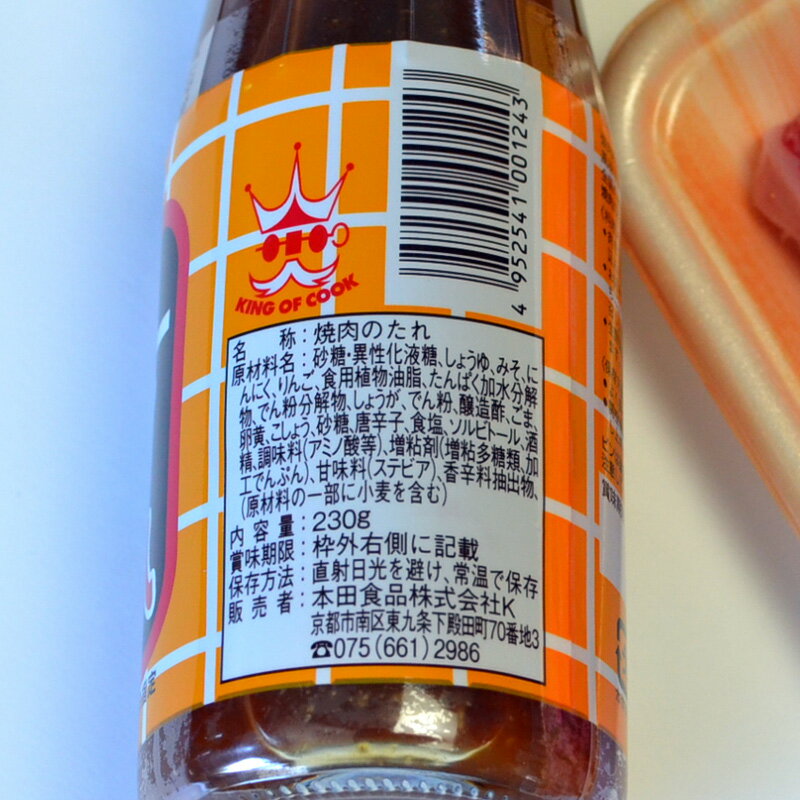 4 952541 001243
KING OF COOK
名称：焼肉のたれ
原材料名：砂糖・異性化液糖、しょうゆ、みそ、に
んにく、りんご、食用植物油脂、たんぱく加水分解
物、でん粉分解物、しょうが、でん粉、醸造酢、ごま、
卵黄、こしょう、砂糖、唐辛子、食塩、ソルビトール、酒
精、調味料(アミノ酸等)、増粘剤(増粘多糖類、加
工でんぷん)、甘味料(ステビア)、香辛料抽出物、
(原材料の一部に小麦を含む)
内容量：230g
賞味期限：枠外右側に記載
保存方法：直射日光を避け、常温で保存
販売者：本田食品株式会社K
京都市南区東九条下殿田町70番地3
☎075(661)2986